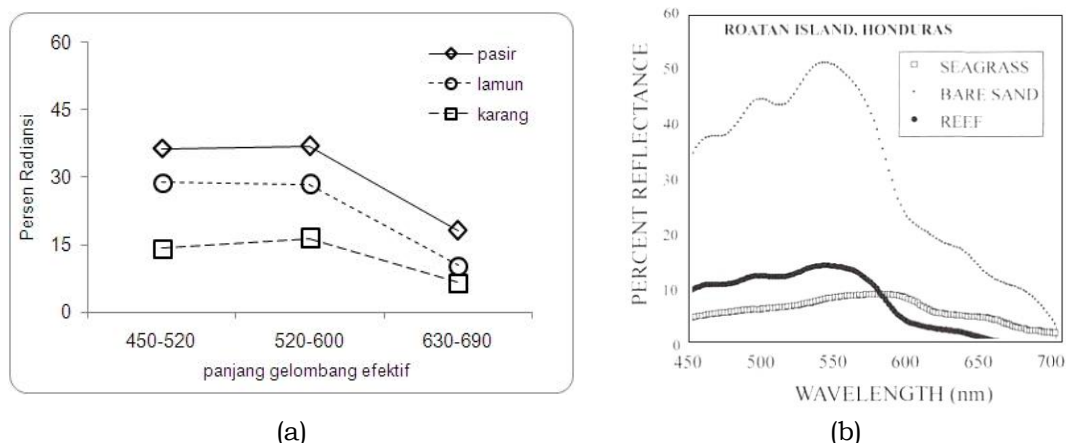 60
45
30
15
0
Persen Radiansi
pasir
lamun
karang
450-520
520-600
630-690
panjang gelombang efektif
(a)
60
50
40
30
20
10
0
PERCENT REFLECTANCE
ROATAN ISLAND, HONDURAS
SEAGRASS
BARE SAND
REEF
450
500
550
600
650
700
WAVELENGTH (nm)
(b)